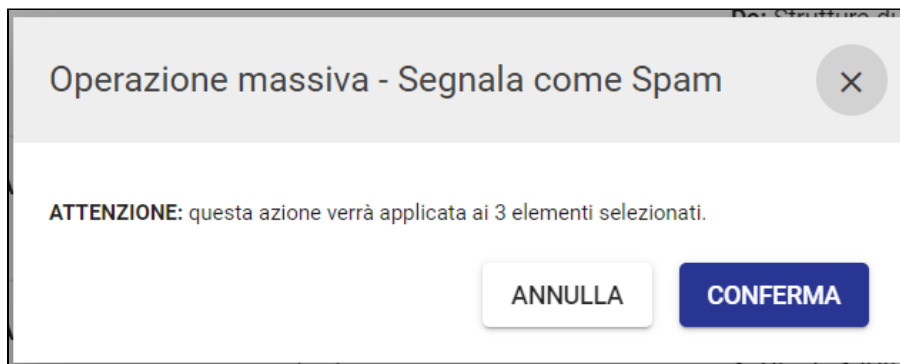 Operazione massiva - Segnala come Spam
ATTENZIONE: questa azione verrà applicata ai 3 elementi selezionati.
ANNULLA
CONFERMA